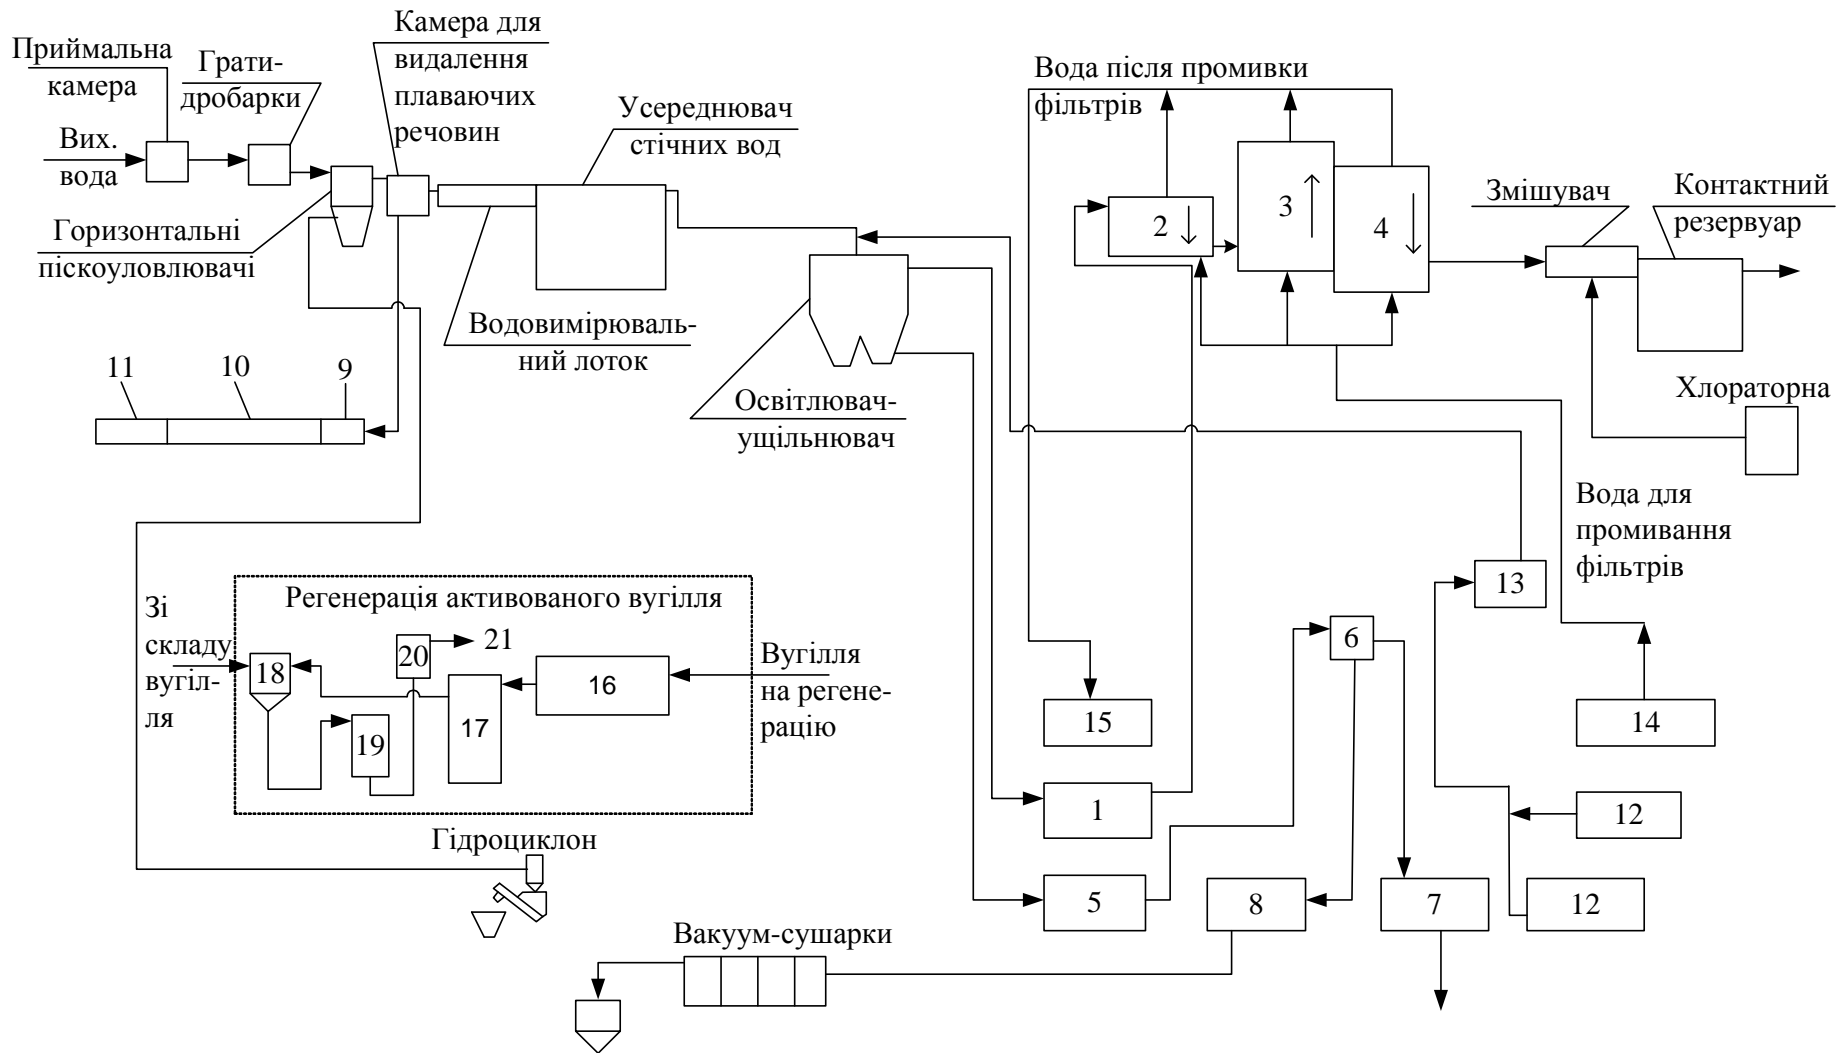 Приймальна
камера
Грати-
дробарки
Камера для
видалення
плаваючих
речовин
Усереднювач
стічних вод
Вода після промивки
фільтрів
Вих.
вода
Горизонтальні
піскоуловлювачі
Водовимірюваль-
ний лоток
Освітлювач-
ущільнювач
2
3
4
Змішувач
Контактний
резервуар
Хлораторна
11
10
9
Вода для
промивання
фільтрів
13
Зі
складу
вугіл-
ля
Регенерація активованого вугілля
18
20
21
19
17
16
Вугілля
на регене-
рацію
15
6
14
1
12
5
8
7
12
Гідроциклон
Вакуум-сушарки